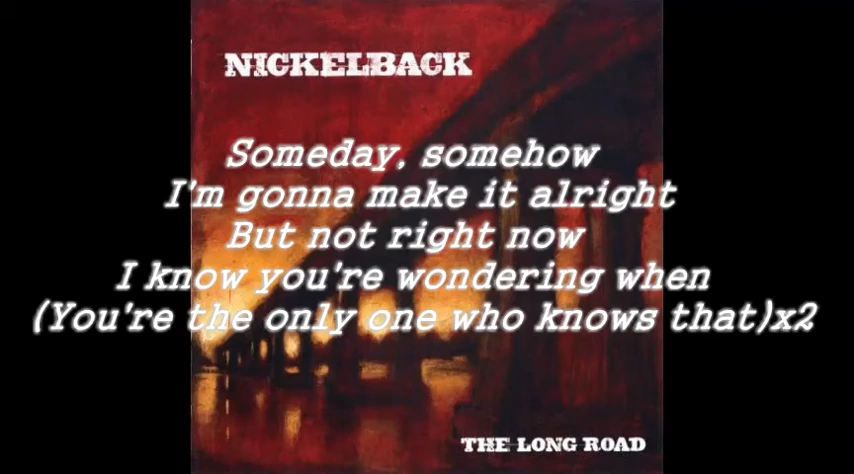 NICKELBACK
Someday, somehow
I'm gonna make it alright
But not right now
I know you're wondering when
(You're the only one who knows that)x2
THE LONG ROAD